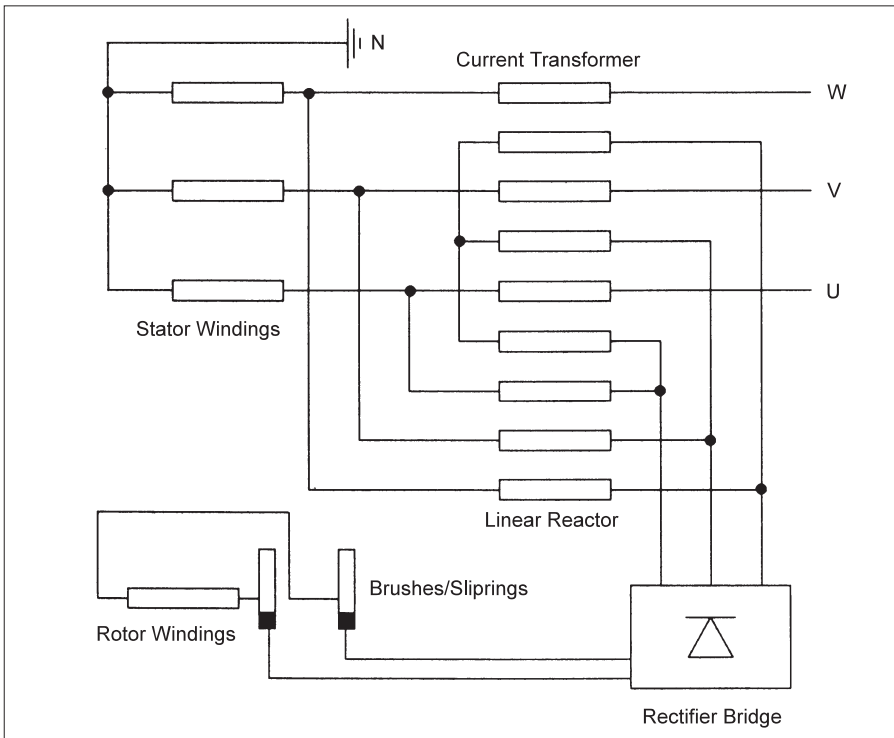 N
Current Transformer
W
V
U
Stator Windings
Linear Reactor
Brushes/Sliprings
Rotor Windings
Rectifier Bridge